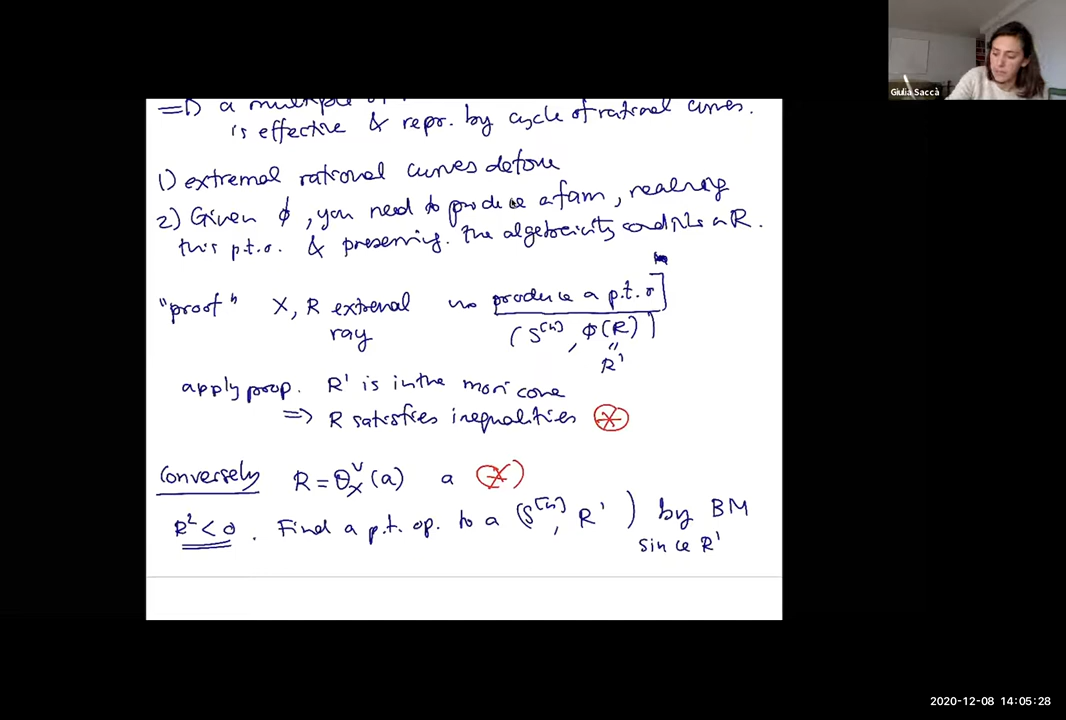 Giulia Saccà
is effective & repr. by cycle of rational curves.
1) extremal rational curves deform
2) Given ϕ, you need to produce a fam, realizing
this p.t.o. & preserving the algebraicity condit's on R.
"proof" X, R extremal ray
produce a p.t.o
(S^[n], ϕ(R))
"
R'
apply prop. R' is in the mori cone
=> R satisfies inequalities (*)
Conversely R = θ_X^∨(a) a (*)
R² < 0. Find a p.t. op. to a (S^[n], R') by BM
since R'
2020-12-08 14:05:28